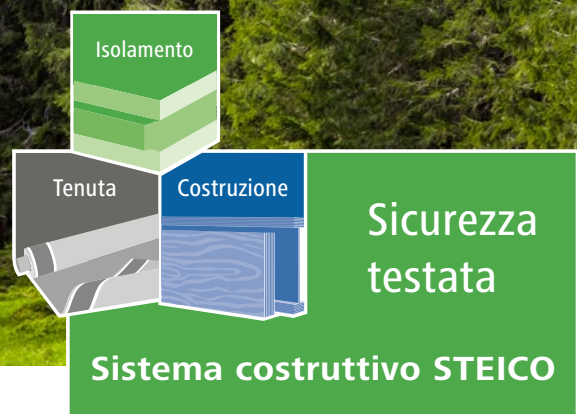 Isolamento
Tenuta
Costruzione
Sicurezza
testata
Sistema costruttivo STEICO